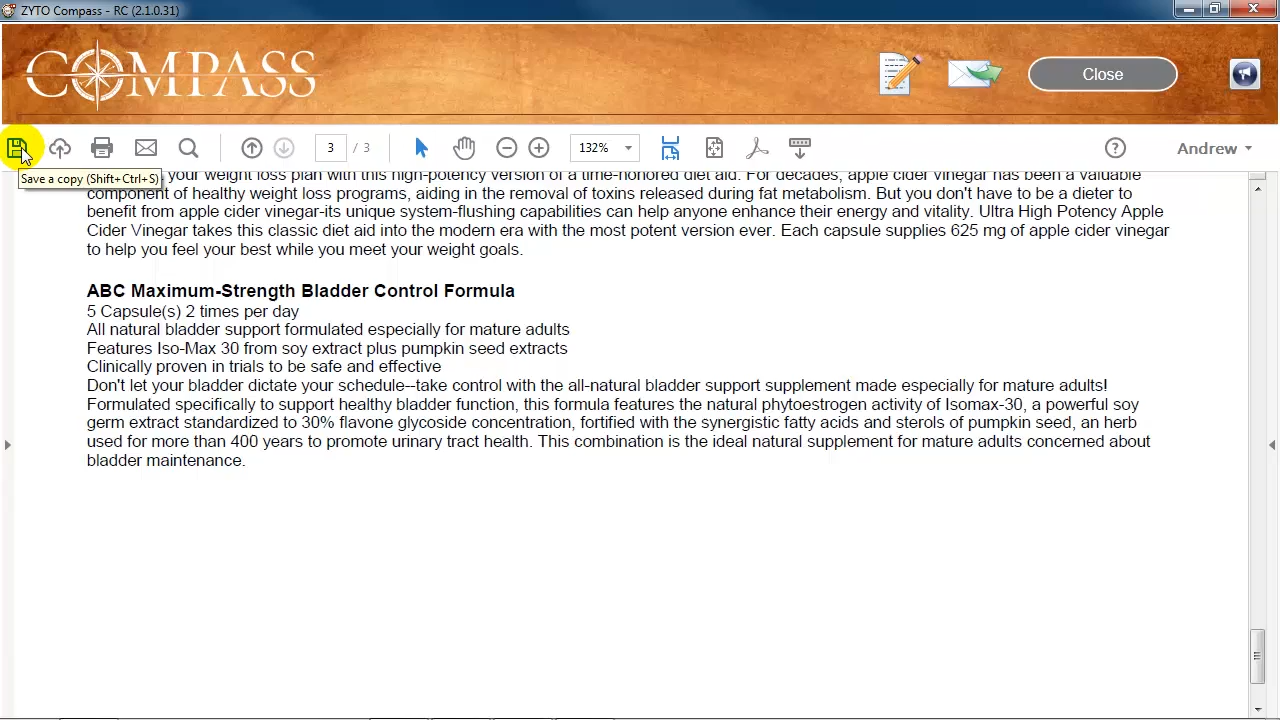 ZYTO Compass - RC (2.1.0.31)
COMPASS
Close
3 / 3
132%
Andrew
Save a copy (Shift+Ctrl+S)
your weight loss plan with this high-potency version of a time-honored diet aid. For decades, apple cider vinegar has been a valuable
component of healthy weight loss programs, aiding in the removal of toxins released during fat metabolism. But you don't have to be a dieter to
benefit from apple cider vinegar-its unique system-flushing capabilities can help anyone enhance their energy and vitality. Ultra High Potency Apple
Cider Vinegar takes this classic diet aid into the modern era with the most potent version ever. Each capsule supplies 625 mg of apple cider vinegar
to help you feel your best while you meet your weight goals.
ABC Maximum-Strength Bladder Control Formula
5 Capsule(s) 2 times per day
All natural bladder support formulated especially for mature adults
Features Iso-Max 30 from soy extract plus pumpkin seed extracts
Clinically proven in trials to be safe and effective
Don't let your bladder dictate your schedule--take control with the all-natural bladder support supplement made especially for mature adults!
Formulated specifically to support healthy bladder function, this formula features the natural phytoestrogen activity of Isomax-30, a powerful soy
germ extract standardized to 30% flavone glycoside concentration, fortified with the synergistic fatty acids and sterols of pumpkin seed, an herb
used for more than 400 years to promote urinary tract health. This combination is the ideal natural supplement for mature adults concerned about
bladder maintenance.